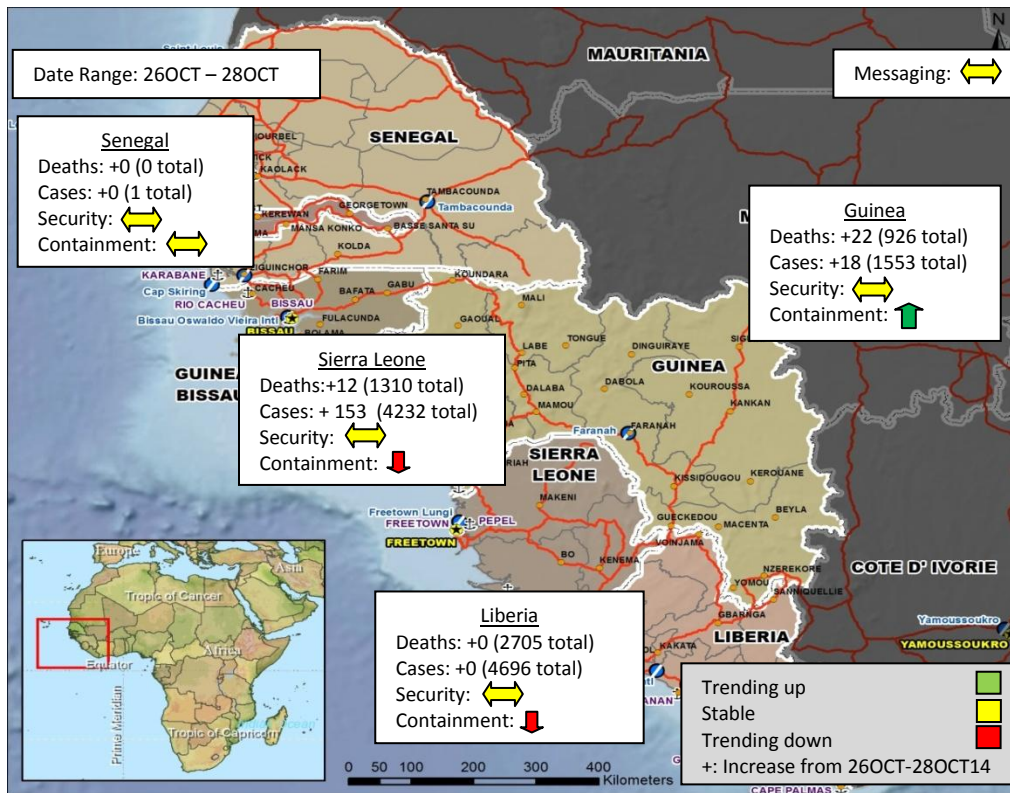 Date Range: 26OCT – 28OCT
Messaging:
N
MAURITANIA
SENEGAL
Senegal
Deaths: +0 (0 total)
Cases: +0 (1 total)
Security:
Containment:
KAOLACK
TAMBACOUNDA
Tambacounda
GEORGETOWN
KEREWAN
MANSA KONKO
BASSE SANTA SU
KOLDA
KARABANE
Cap Skiring
CACHEU
RIO CACHEU
FARIM
BISSAU
BAFATA
GABU
KOUNDARA
Bissau Oswaldo Vieira Intl
BISSAU
FULACUNDA
BOLAMA
MALI
GAOUAL
Guinea
Deaths: +22 (926 total)
Cases: +18 (1553 total)
Security:
Containment:
LABE
TONGUE
DINGUIRAYE
PITA
GUINEA
DALABA
DABOLA
KOUROUSSA
MAMOU
KANKAN
Faranah
FARANAH
GUINEA
BISSAU
Sierra Leone
Deaths:+12 (1310 total)
Cases: + 153 (4232 total)
Security:
Containment:
SIERRA
LEONE
MAKENI
KISSIDOUGOU
KEROUANE
BEYLA
GUECKEDOU
MACENTA
Freetown Lungi
FREETOWN
PEPEL
FREETOWN
BO
KENEMA
VOINJAMA
NZEREKORE
YOMOU
SANNIQUELLIE
GBARNGA
COTE D' IVORIE
Yamoussoukro
YAMOUSSOUKRO
LIBERIA
KAKATA
Liberia
Deaths: +0 (2705 total)
Cases: +0 (4696 total)
Security:
Containment:
Europe
Asia
Tropic of Cancer
Africa
Equator
Prime Meridian
Tropic of Capricorn
0 50 100 200 300 400
Kilometers
Trending up
Stable
Trending down
+: Increase from 26OCT-28OCT14
CAPE PALMAS